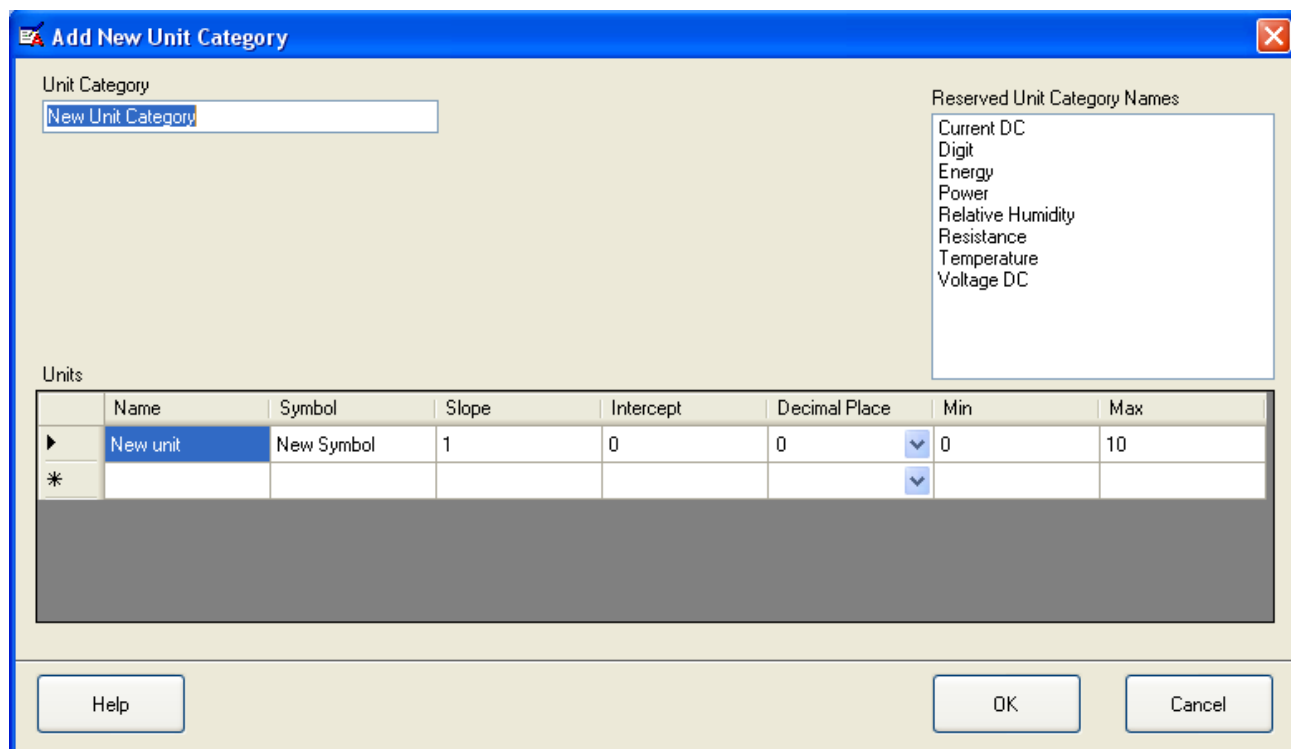 Add New Unit Category
Unit Category
New Unit Category
Reserved Unit Category Names
Current DC
Digit
Energy
Power
Relative Humidity
Resistance
Temperature
Voltage DC
Units
Name Symbol Slope Intercept Decimal Place Min Max
New unit New Symbol 1 0 0 0 10
Help OK Cancel